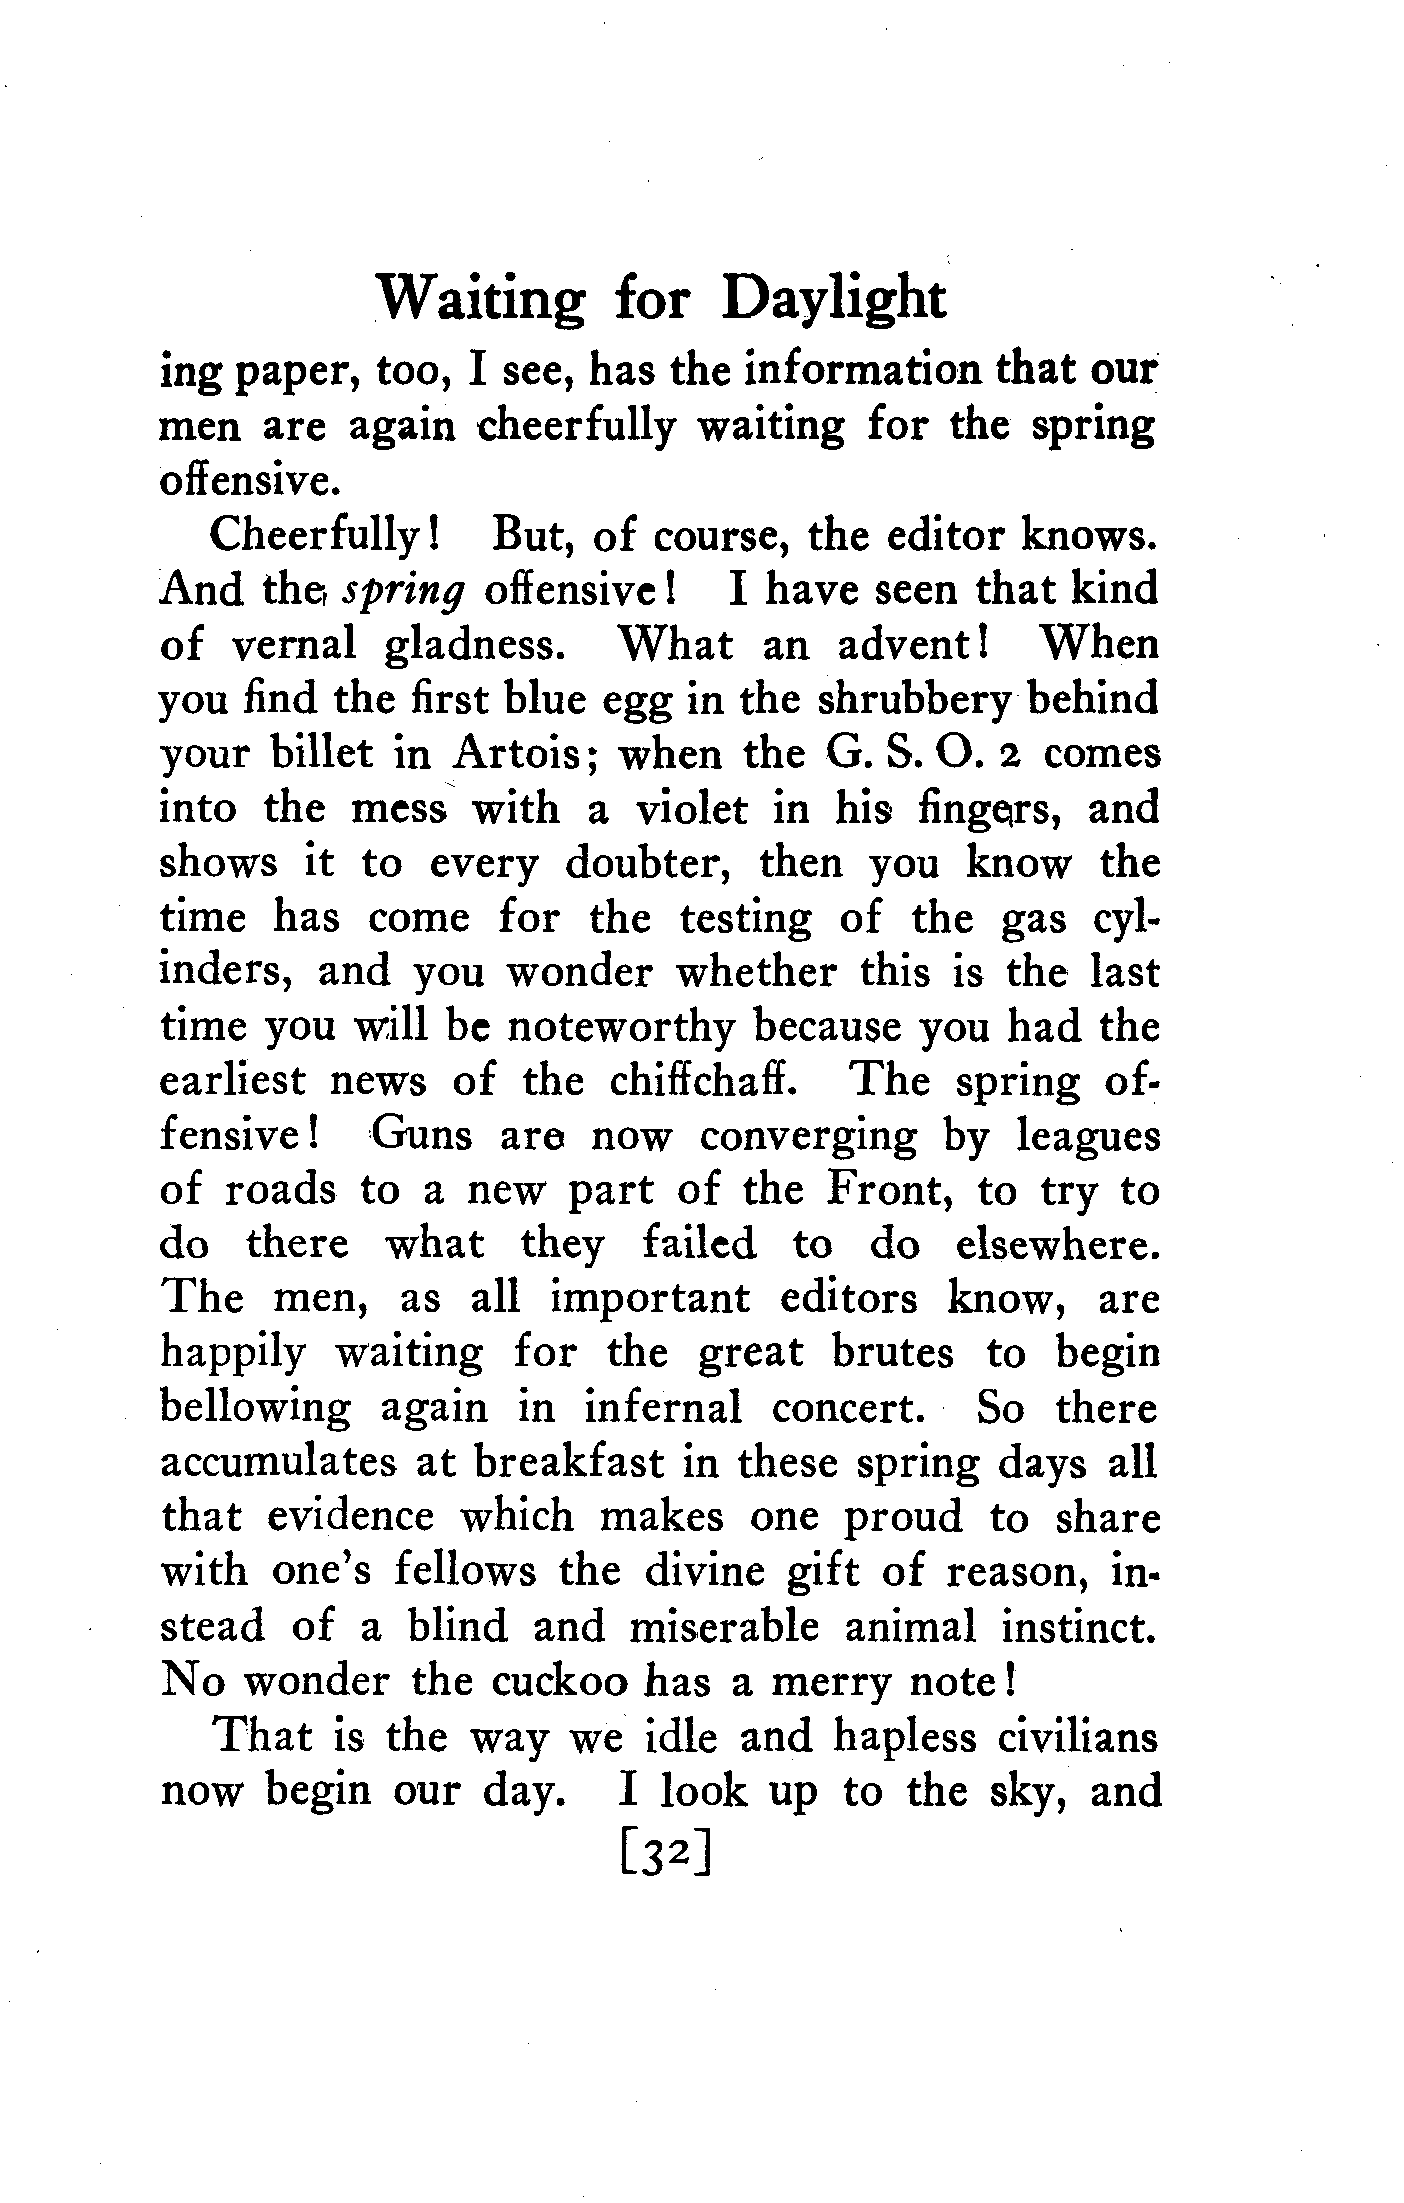 Waiting for Daylight
ing paper, too, I see, has the information that our
men are again cheerfully waiting for the spring
offensive.
Cheerfully! But, of course, the editor knows.
And the spring offensive! I have seen that kind
of vernal gladness. What an advent! When
you find the first blue egg in the shrubbery behind
your billet in Artois; when the G. S. O. 2 comes
into the mess with a violet in his fingers, and
shows it to every doubter, then you know the
time has come for the testing of the gas cyl-
inders, and you wonder whether this is the last
time you will be noteworthy because you had the
earliest news of the chiffchaff. The spring of-
fensive! Guns are now converging by leagues
of roads to a new part of the Front, to try to
do there what they failed to do elsewhere.
The men, as all important editors know, are
happily waiting for the great brutes to begin
bellowing again in infernal concert. So there
accumulates at breakfast in these spring days all
that evidence which makes one proud to share
with one's fellows the divine gift of reason, in-
stead of a blind and miserable animal instinct.
No wonder the cuckoo has a merry note!
That is the way we idle and hapless civilians
now begin our day. I look up to the sky, and
[32]